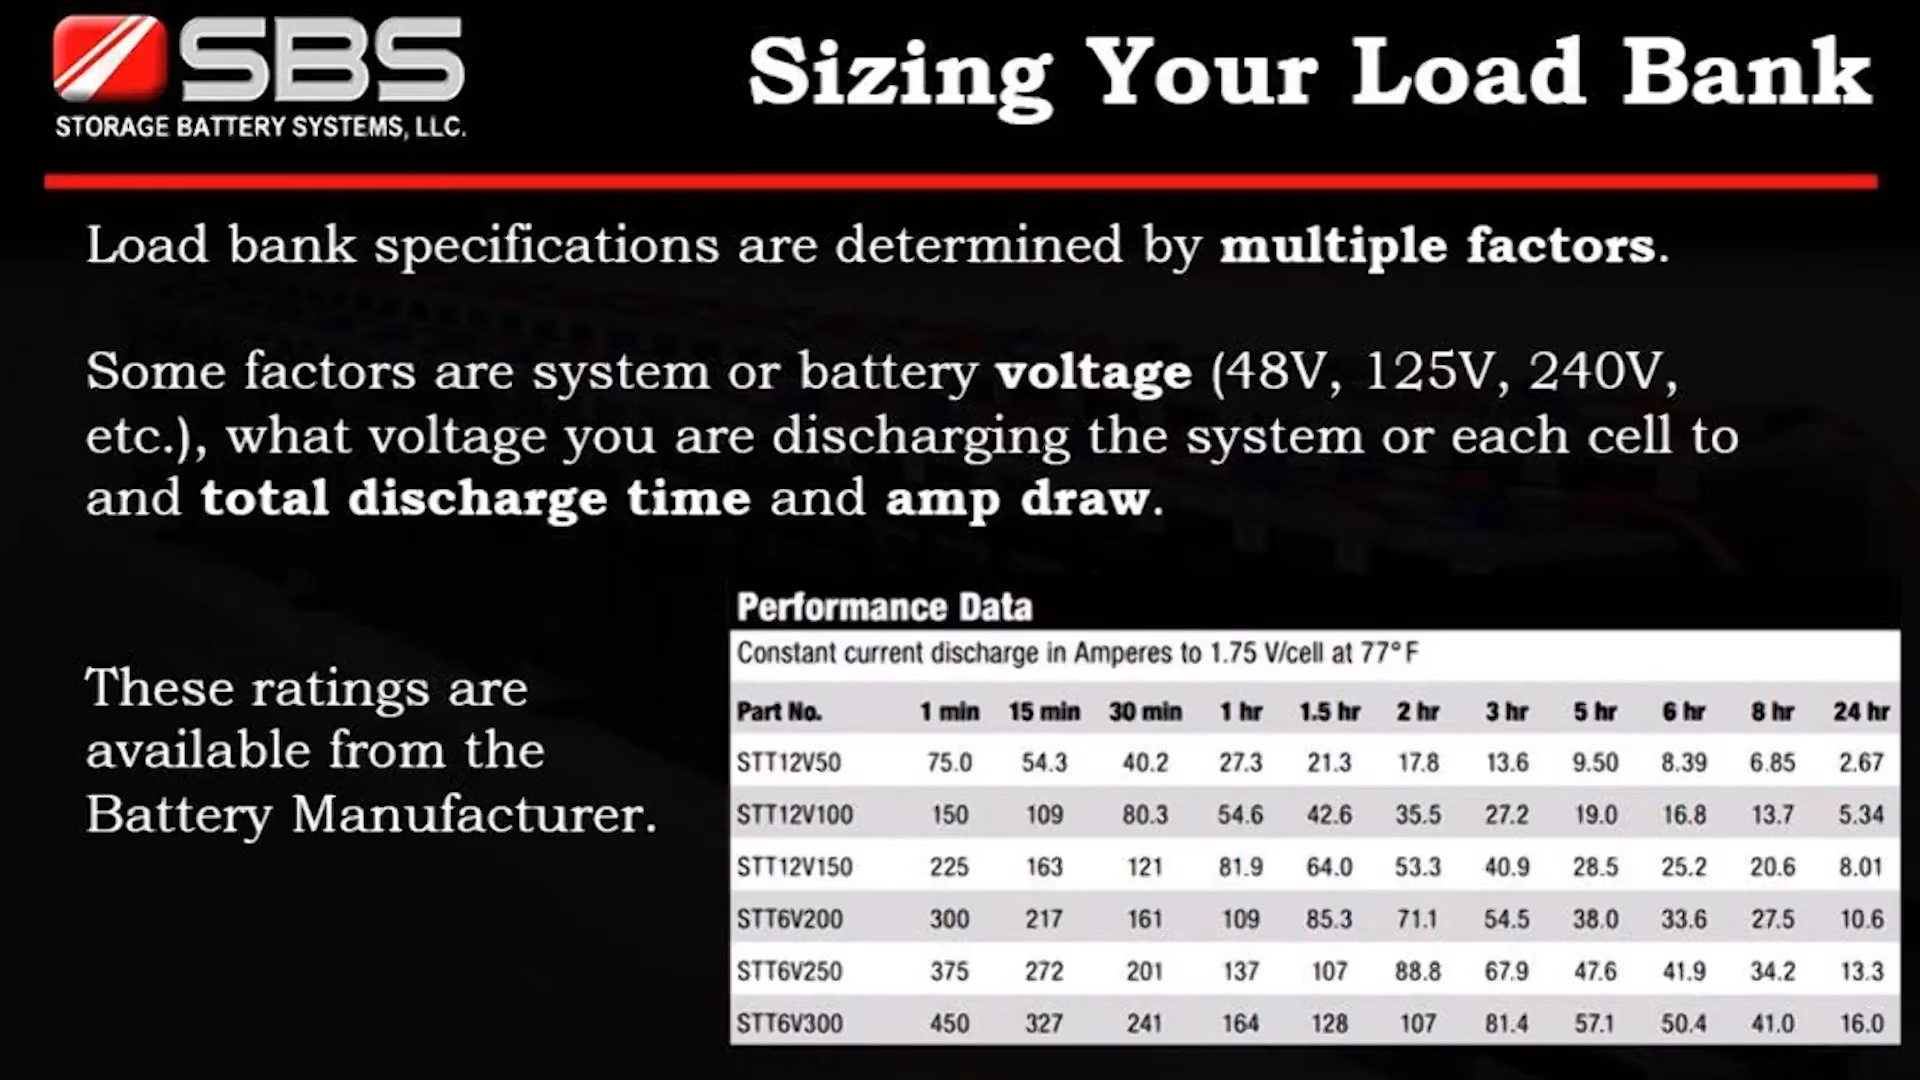 SBS
STORAGE BATTERY SYSTEMS, LLC.
Sizing Your Load Bank
Load bank specifications are determined by multiple factors.
Some factors are system or battery voltage (48V, 125V, 240V,
etc.), what voltage you are discharging the system or each cell to
and total discharge time and amp draw.
These ratings are
available from the
Battery Manufacturer.
Performance Data
Constant current discharge in Amperes to 1.75 V/cell at 77° F
Part No. 1 min 15 min 30 min 1 hr 1.5 hr 2 hr 3 hr 5 hr 6 hr 8 hr 24 hr
STT12V50 75.0 54.3 40.2 27.3 21.3 17.8 13.6 9.50 8.39 6.85 2.67
STT12V100 150 109 80.3 54.6 42.6 35.5 27.2 19.0 16.8 13.7 5.34
STT12V150 225 163 121 81.9 64.0 53.3 40.9 28.5 25.2 20.6 8.01
STT6V200 300 217 161 109 85.3 71.1 54.5 38.0 33.6 27.5 10.6
STT6V250 375 272 201 137 107 88.8 67.9 47.6 41.9 34.2 13.3
STT6V300 450 327 241 164 128 107 81.4 57.1 50.4 41.0 16.0